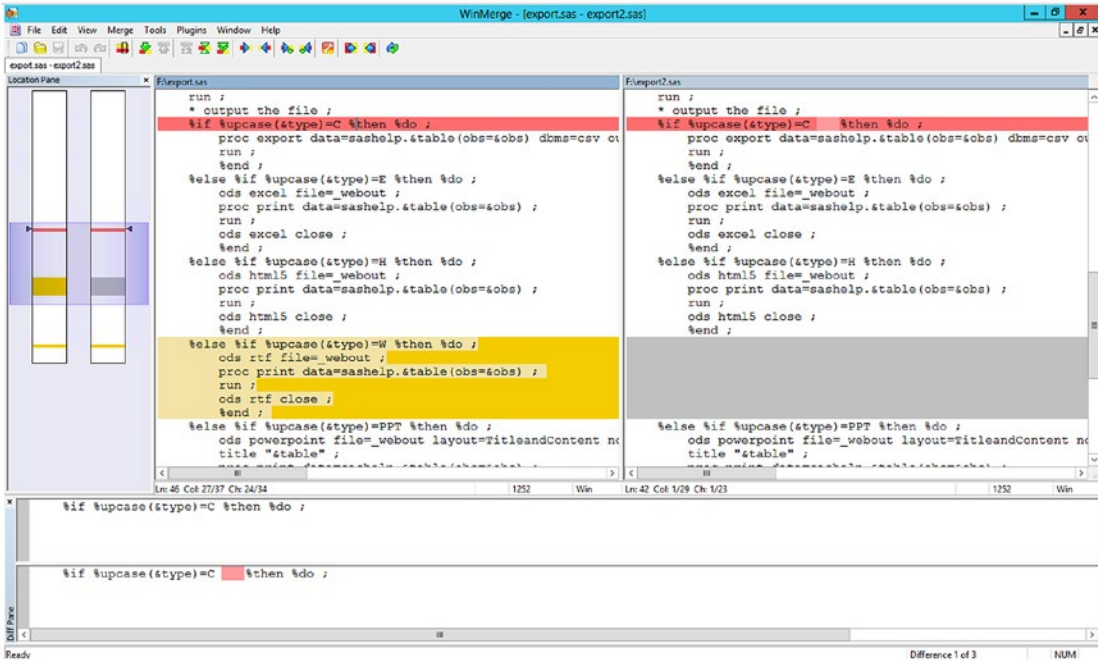 WinMerge - [export.sas - export2.sas]
File Edit View Merge Tools Plugins Window Help
export.sas - export2.sas
Location Pane
F:\export.sas
run ;
* output the file ;
%if %upcase(&type)=C %then %do ;
proc export data=sashelp.&table(obs=&obs) dbms=csv ou
run ;
%end ;
%else %if %upcase(&type)=E %then %do ;
ods excel file=_webout ;
proc print data=sashelp.&table(obs=&obs) ;
run ;
ods excel close ;
%end ;
%else %if %upcase(&type)=H %then %do ;
ods html5 file=_webout ;
proc print data=sashelp.&table(obs=&obs) ;
run ;
ods html5 close ;
%end ;
%else %if %upcase(&type)=W %then %do ;
ods rtf file=_webout ;
proc print data=sashelp.&table(obs=&obs) ;
run ;
ods rtf close ;
%end ;
%else %if %upcase(&type)=PPT %then %do ;
ods powerpoint file=_webout layout=TitleandContent no
title "&table" ;
Ln: 46 Col: 27/37 Ch: 24/34 1252 Win
F:\export2.sas
run ;
* output the file ;
%if %upcase(&type)=C %then %do ;
proc export data=sashelp.&table(obs=&obs) dbms=csv ou
run ;
%end ;
%else %if %upcase(&type)=E %then %do ;
ods excel file=_webout ;
proc print data=sashelp.&table(obs=&obs) ;
run ;
ods excel close ;
%end ;
%else %if %upcase(&type)=H %then %do ;
ods html5 file=_webout ;
proc print data=sashelp.&table(obs=&obs) ;
run ;
ods html5 close ;
%end ;
%else %if %upcase(&type)=PPT %then %do ;
ods powerpoint file=_webout layout=TitleandContent no
title "&table" ;
Ln: 42 Col: 1/29 Ch: 1/23 1252 Win
%if %upcase(&type)=C %then %do ;
%if %upcase(&type)=C %then %do ;
Diff Pane
Ready Difference 1 of 3 NUM